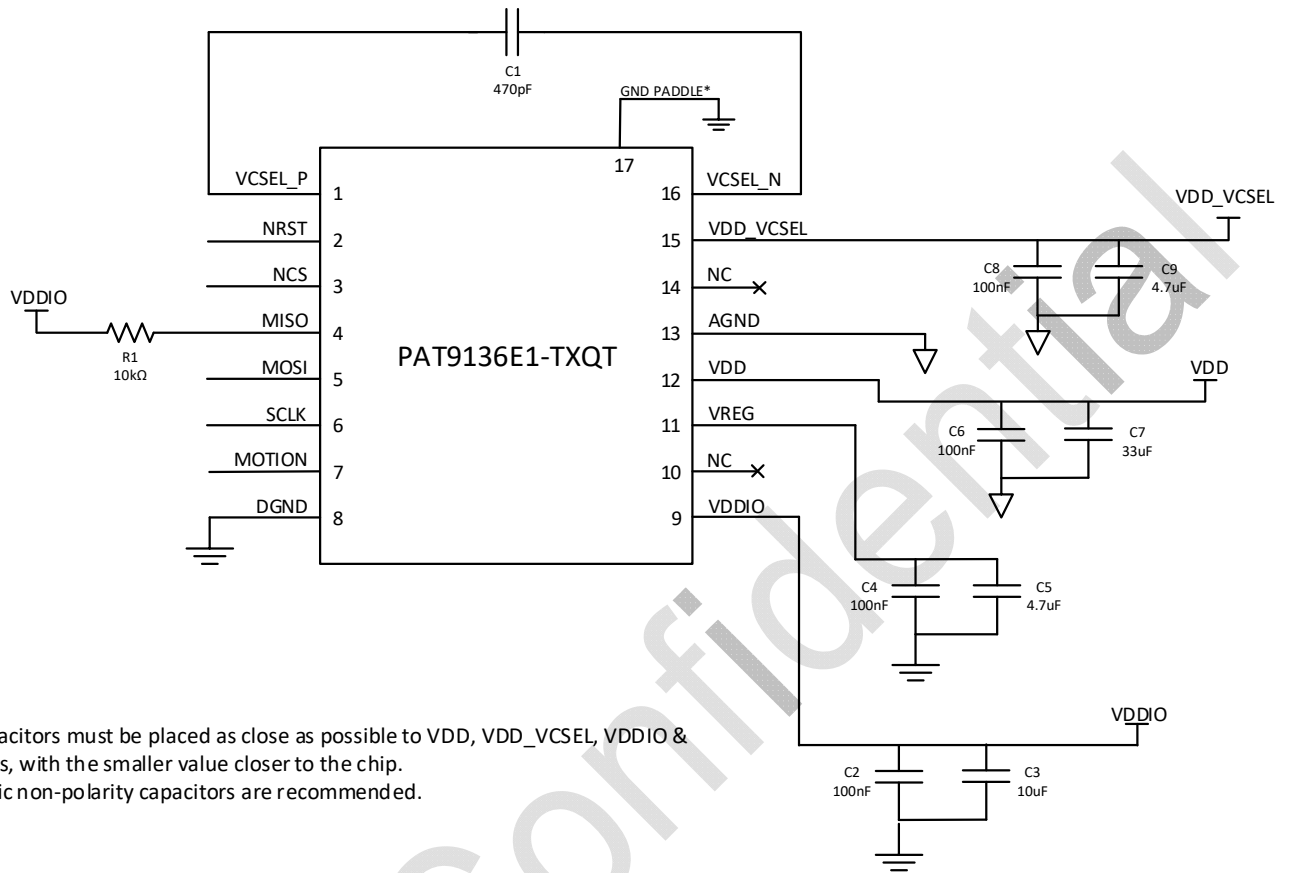 C1
470pF
GND PADDLE*
17
VCSEL_P
1
16
VCSEL_N
NRST
2
15
VDD_VCSEL
VDD_VCSEL
NCS
3
14
NC
C8
100nF
C9
4.7uF
VDDIO
R1
10kΩ
MISO
4
13
AGND
PAT9136E1-TXQT
MOSI
5
12
VDD
VDD
SCLK
6
11
VREG
C6
100nF
C7
33uF
MOTION
7
10
NC
DGND
8
9
VDDIO
C4
100nF
C5
4.7uF
VDDIO
C2
100nF
C3
10uF
acitors must be placed as close as possible to VDD, VDD_VCSEL, VDDIO &
s, with the smaller value closer to the chip.
ic non-polarity capacitors are recommended.
Confidential